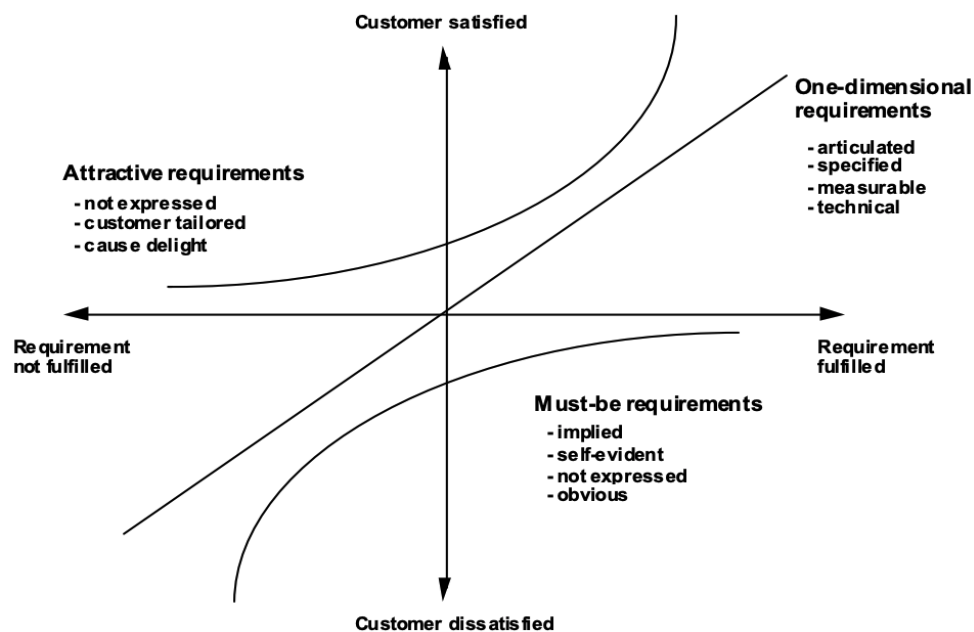 Customer satisfied
One-dimensional
requirements
- articulated
- specified
- measurable
- technical
Attractive requirements
- not expressed
- customer tailored
- cause delight
Requirement
not fulfilled
Requirement
fulfilled
Must-be requirements
- implied
- self-evident
- not expressed
- obvious
Customer dissatisfied